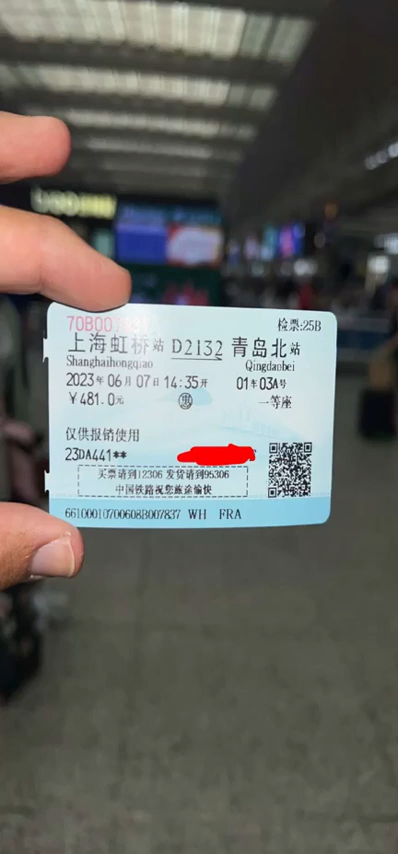 70B00
检票:25B
上海虹桥站 D2132 青岛北站
Shanghaihongqiao Qingdaobei
2023年06月07日14:35开 01车03A号
￥481.0元 一等座
仅供报销使用
23DA441**
买票请到12306 发货请到95306
中国铁路祝您旅途愉快
66100010700608B007837 WH FRA